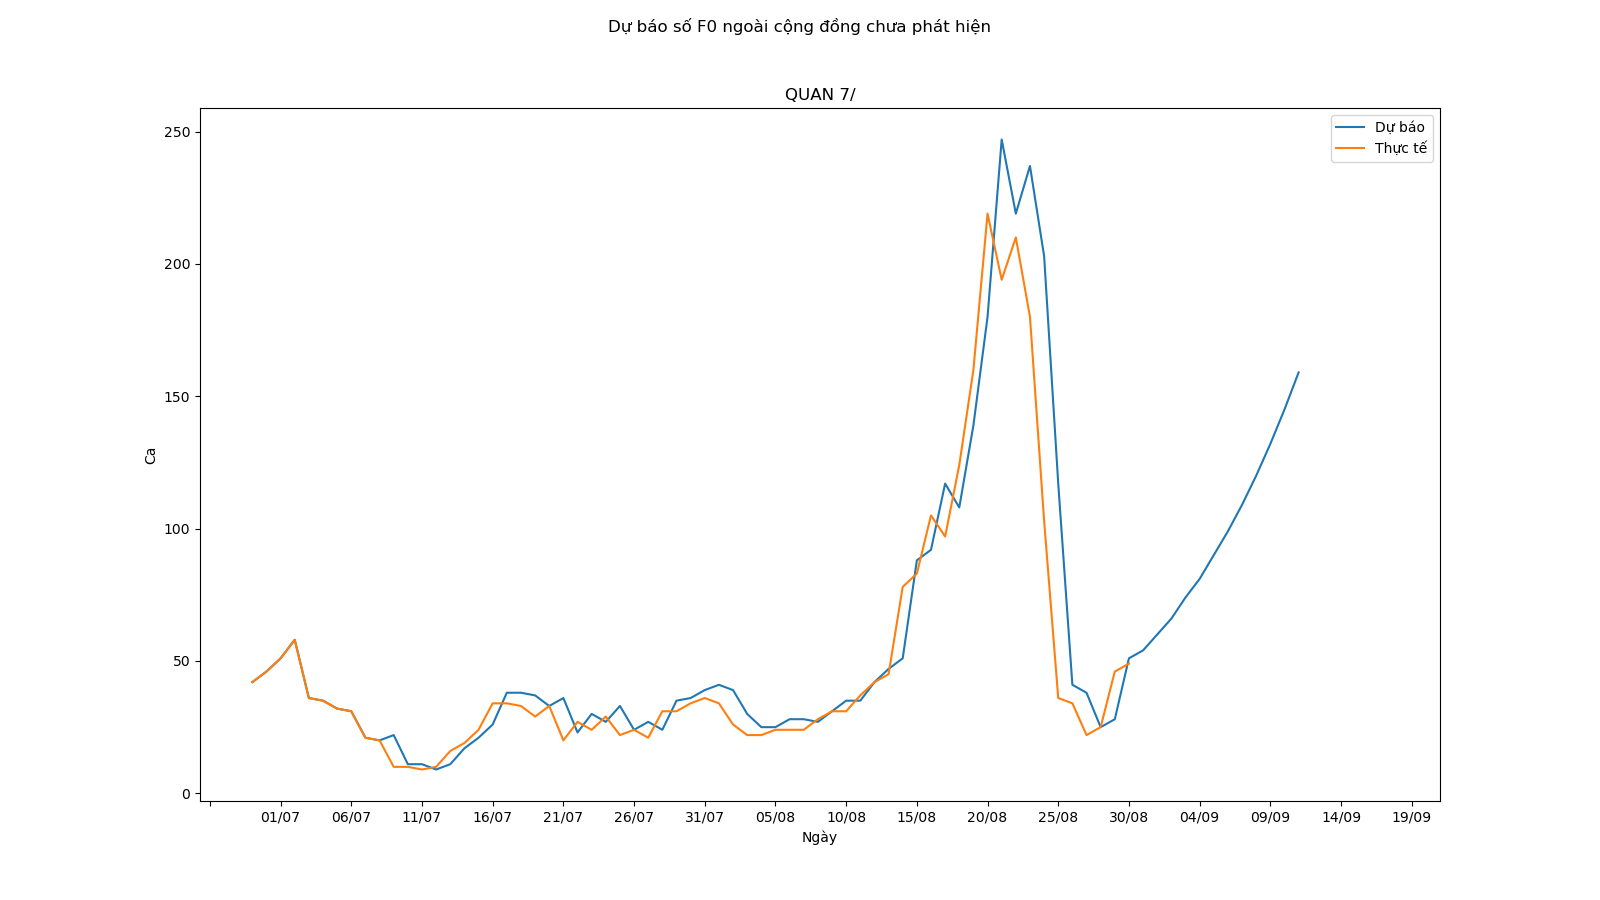 Dự báo số F0 ngoài cộng đồng chưa phát hiện
QUAN 7/
Dự báo
Thực tế
250
200
150
100
50
0
Ca
01/07 06/07 11/07 16/07 21/07 26/07 31/07 05/08 10/08 15/08 20/08 25/08 30/08 04/09 09/09 14/09 19/09
Ngày